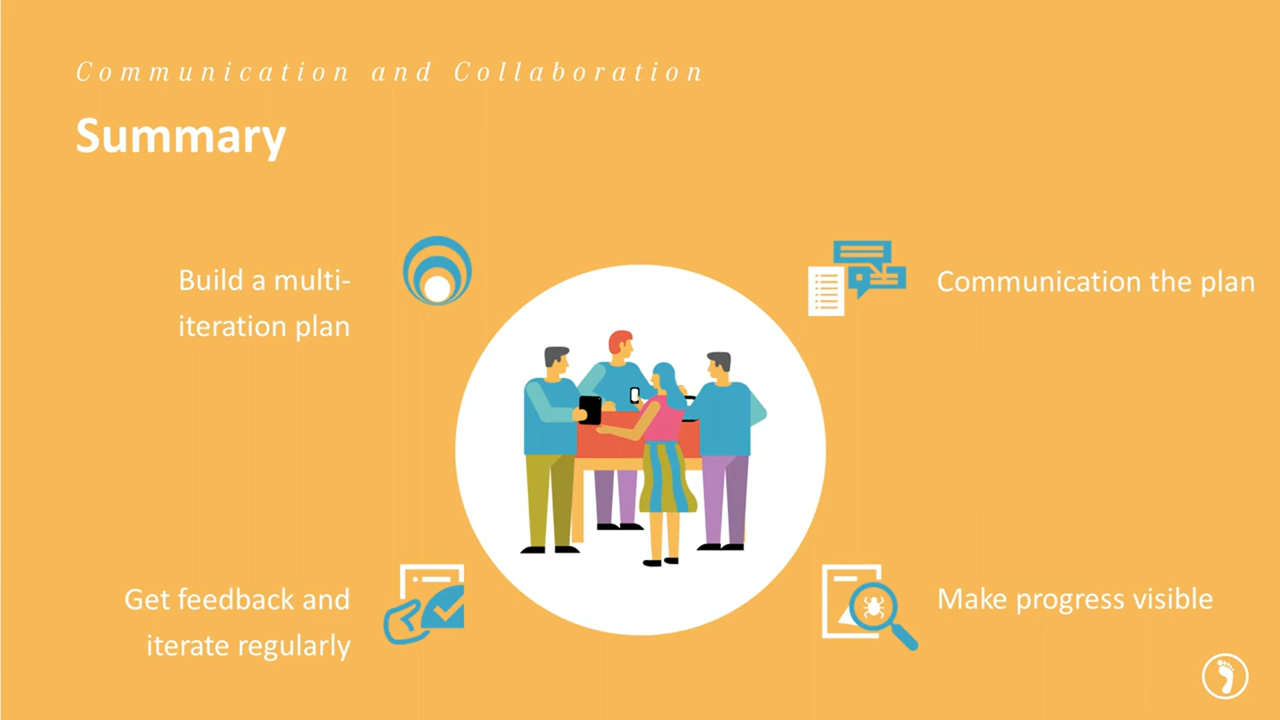 Communication and Collaboration
Summary
Build a multi-
iteration plan
Communication the plan
Get feedback and
iterate regularly
Make progress visible